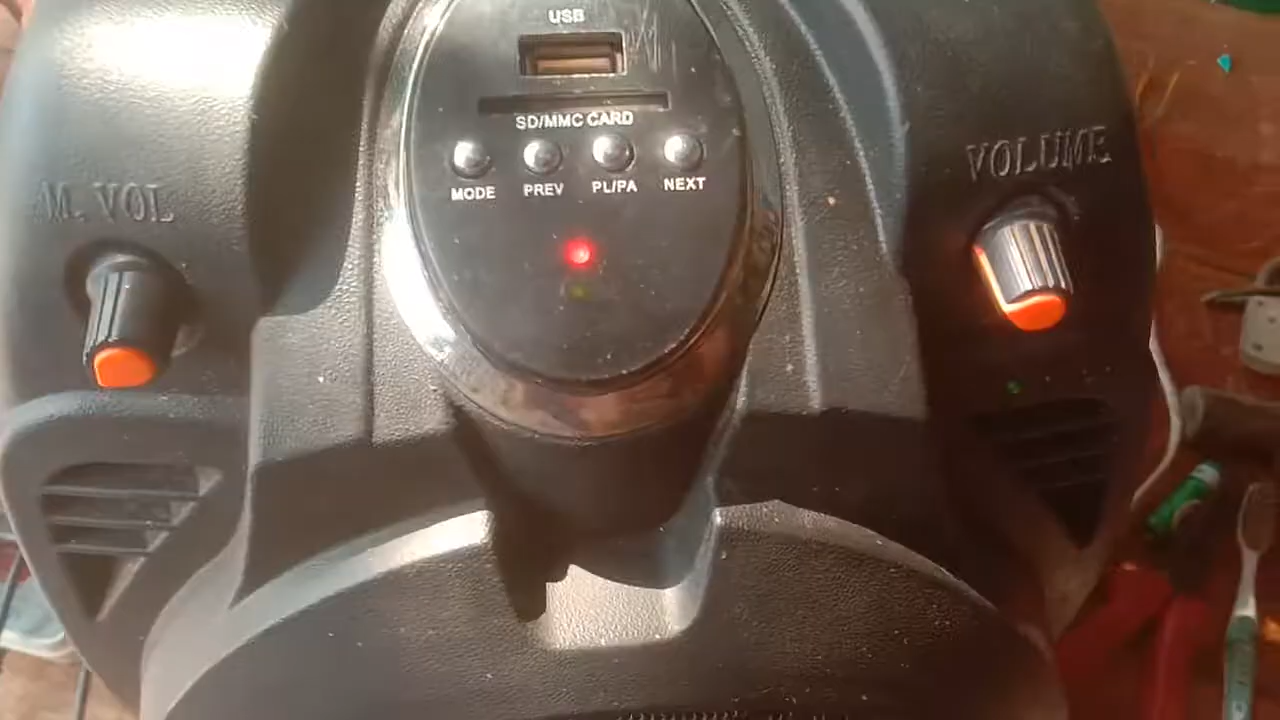 USB
SD/MMC CARD
MODE PREV PL/PA NEXT
M. VOL
VOLUME